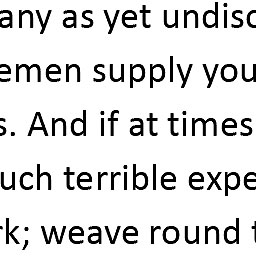 any as yet undisc
emen supply you
s. And if at times
uch terrible expe
rk; weave round t